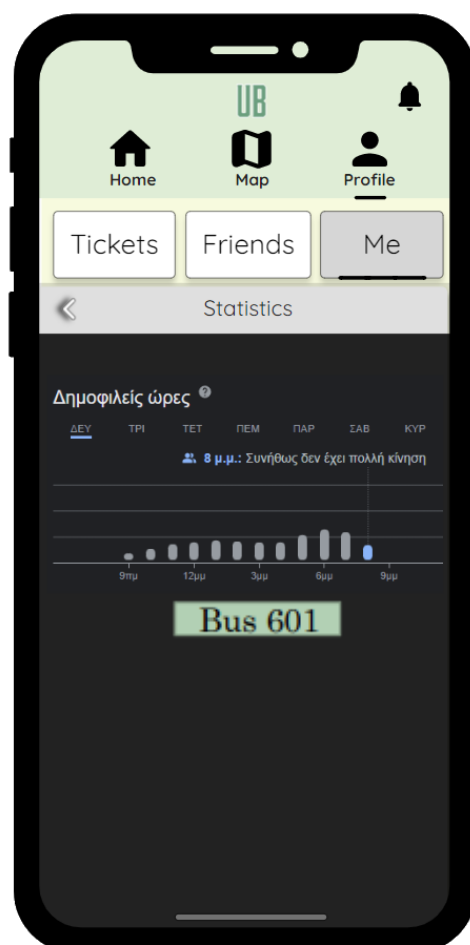 UB
Home Map Profile
Tickets Friends Me
Statistics
Δημοφιλείς ώρες ?
ΔΕΥ ΤΡΙ ΤΕΤ ΠΕΜ ΠΑΡ ΣΑΒ ΚΥΡ
8 μ.μ.: Συνήθως δεν έχει πολλή κίνηση
9πμ 12μμ 3μμ 6μμ 9μμ
Bus 601